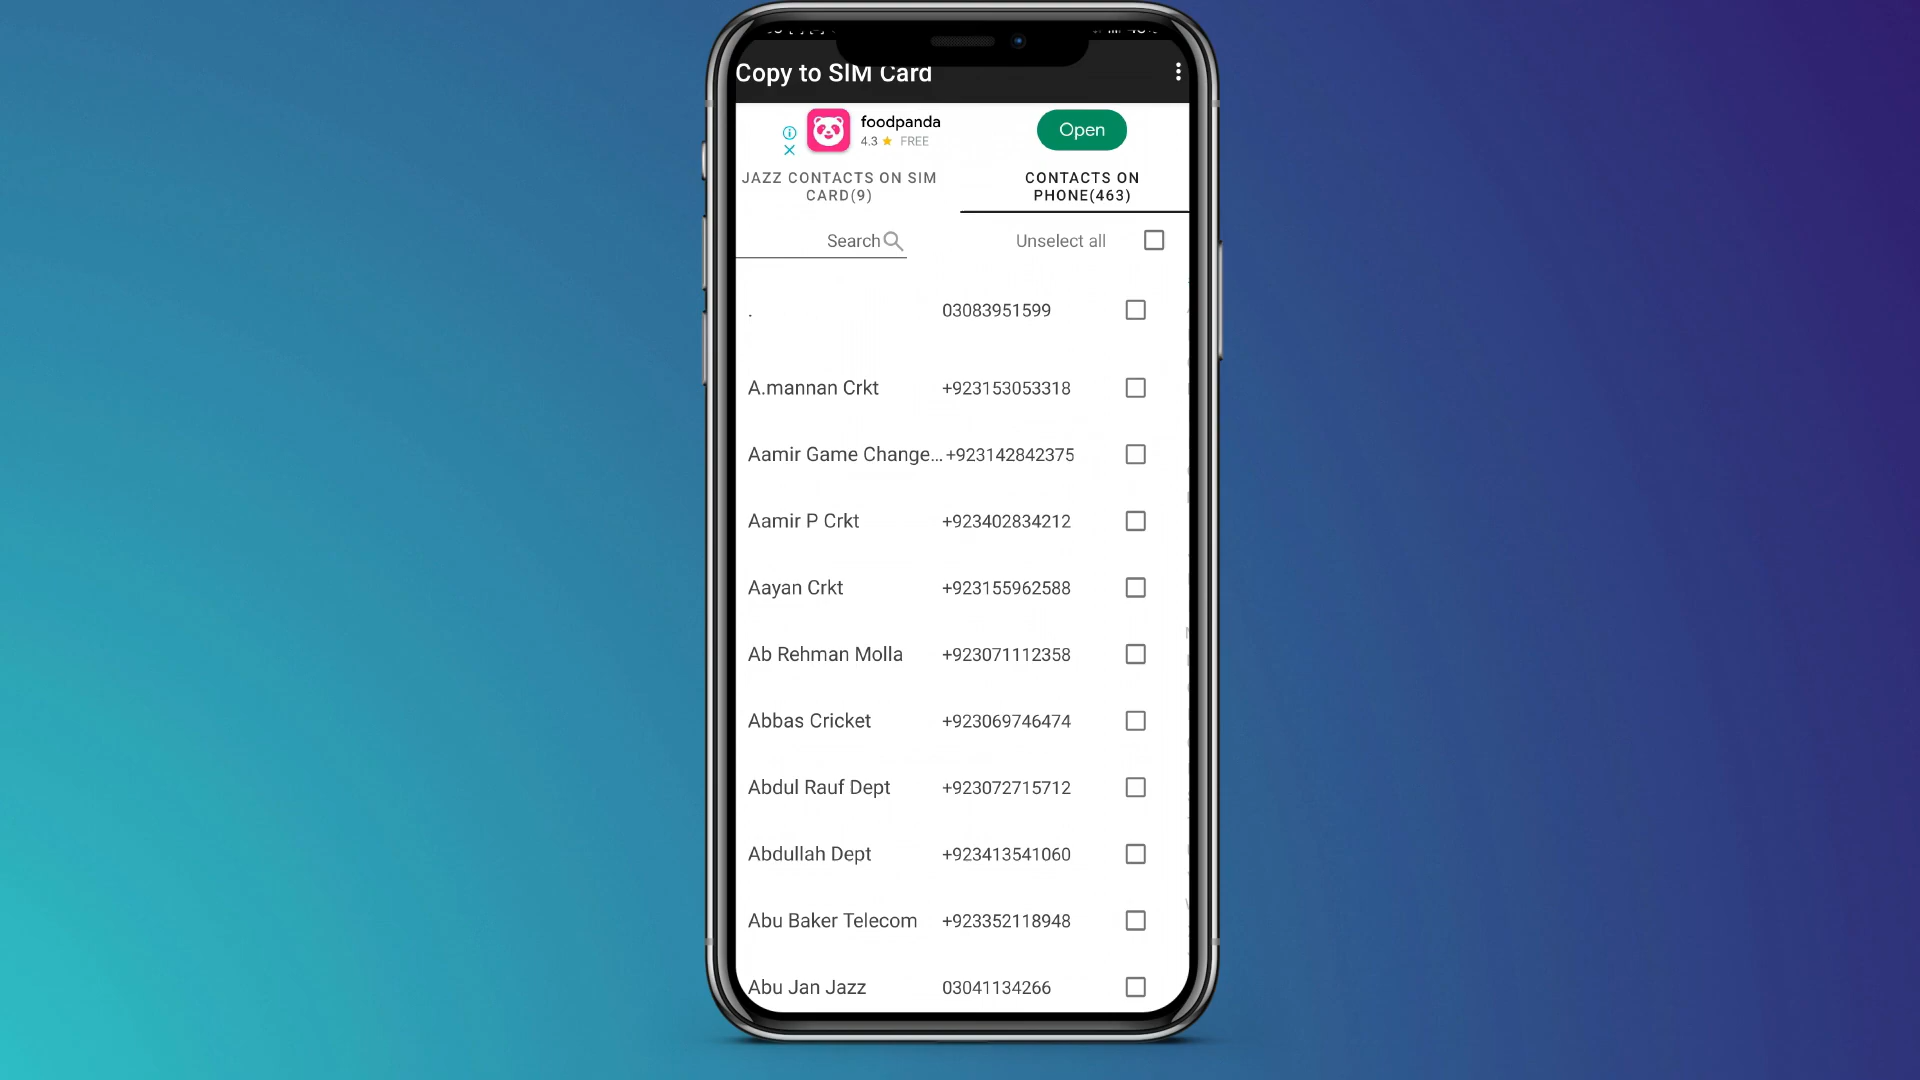 Copy to SIM Card
foodpanda
4.3 ★ FREE
Open
JAZZ CONTACTS ON SIM
CARD(9)
CONTACTS ON
PHONE(463)
Search
Unselect all
. 03083951599
A.mannan Crkt +923153053318
Aamir Game Change... +923142842375
Aamir P Crkt +923402834212
Aayan Crkt +923155962588
Ab Rehman Molla +923071112358
Abbas Cricket +923069746474
Abdul Rauf Dept +923072715712
Abdullah Dept +923413541060
Abu Baker Telecom +923352118948
Abu Jan Jazz 03041134266